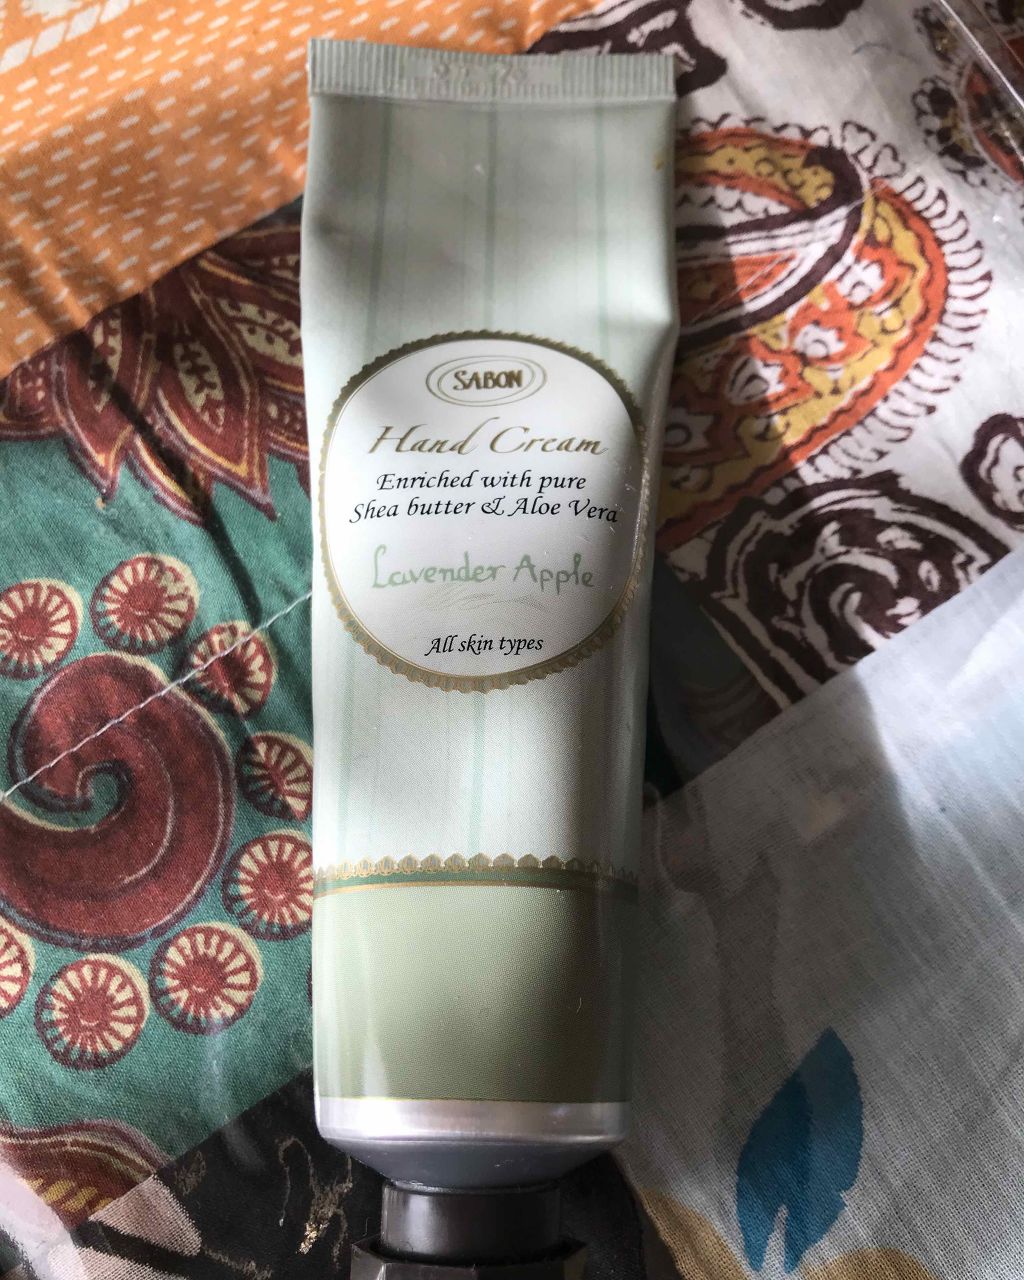 SABON
Hand Cream
Enriched with pure
Shea butter & Aloe Vera
Lavender Apple
All skin types